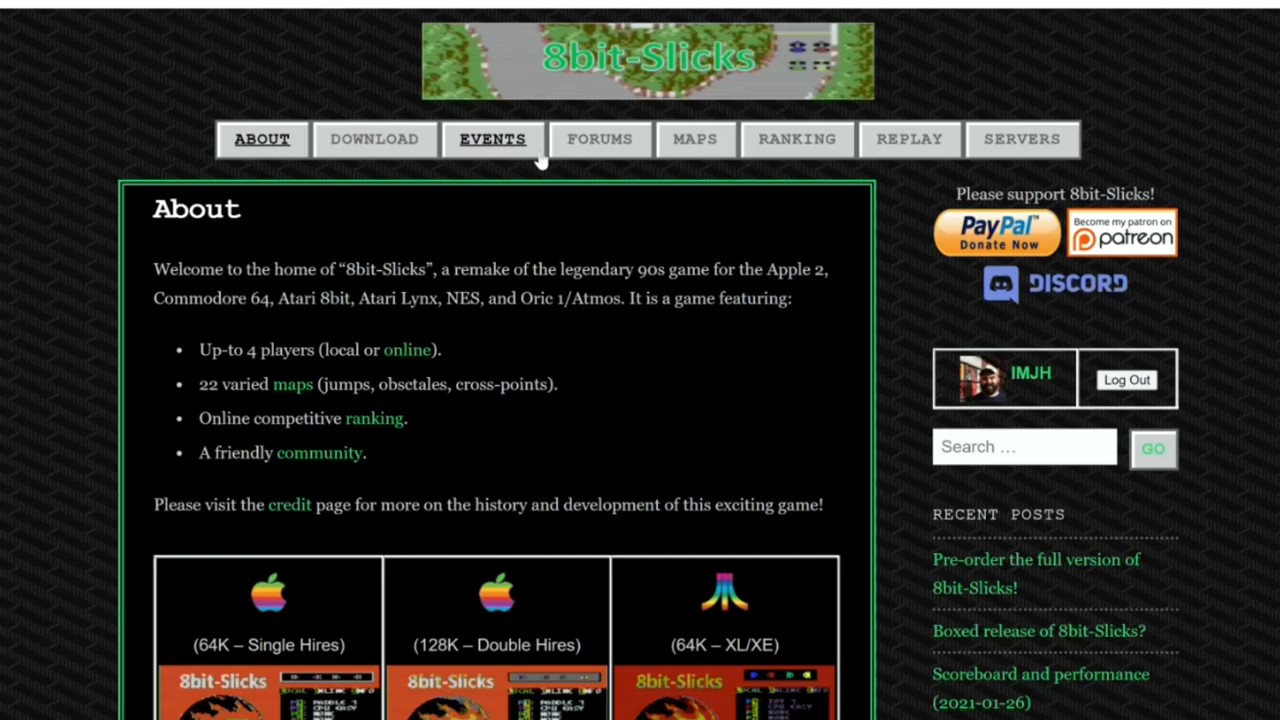 8bit-Slicks
ABOUT DOWNLOAD EVENTS FORUMS MAPS RANKING REPLAY SERVERS
About
Welcome to the home of “8bit-Slicks”, a remake of the legendary 90s game for the Apple 2,
Commodore 64, Atari 8bit, Atari Lynx, NES, and Oric 1/Atmos. It is a game featuring:
• Up-to 4 players (local or online).
• 22 varied maps (jumps, obsctales, cross-points).
• Online competitive ranking.
• A friendly community.
Please visit the credit page for more on the history and development of this exciting game!
(64K – Single Hires)
(128K – Double Hires)
(64K – XL/XE)
8bit-Slicks
8bit-Slicks
8bit-Slicks
Please support 8bit-Slicks!
PayPal™
Donate Now
Become my patron on
patreon
DISCORD
IMJH
Log Out
Search …
GO
RECENT POSTS
Pre-order the full version of
8bit-Slicks!
Boxed release of 8bit-Slicks?
Scoreboard and performance
(2021-01-26)